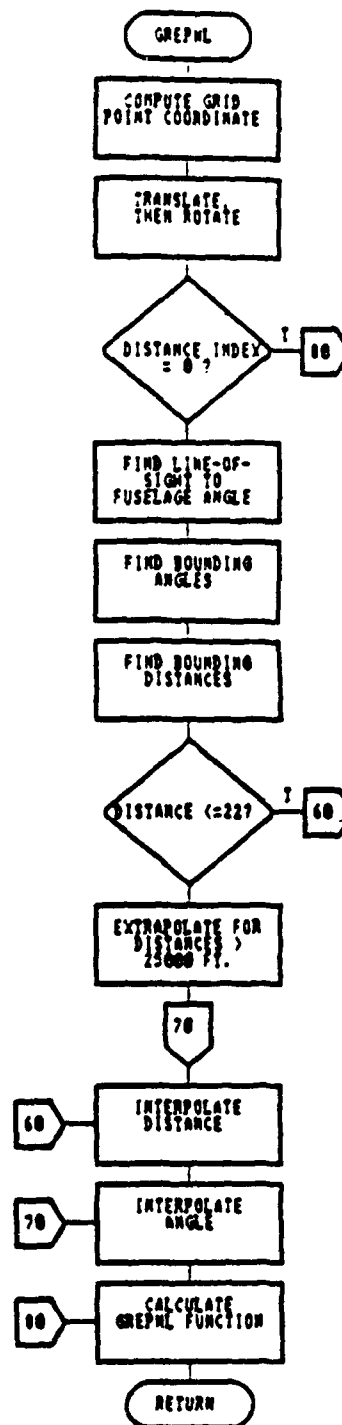 GREPNL
COMPUTE GRID
POINT COORDINATE
TRANSLATE,
THEN ROTATE
DISTANCE INDEX
= 0 ?
T
80
FIND LINE-OF-
SIGHT TO
FUSELAGE ANGLE
FIND BOUNDING
ANGLES
FIND BOUNDING
DISTANCES
DISTANCE <=22?
T
60
EXTRAPOLATE FOR
DISTANCES >
25000 FT.
70
60
INTERPOLATE
DISTANCE
70
INTERPOLATE
ANGLE
80
CALCULATE
GREPNL FUNCTION
RETURN